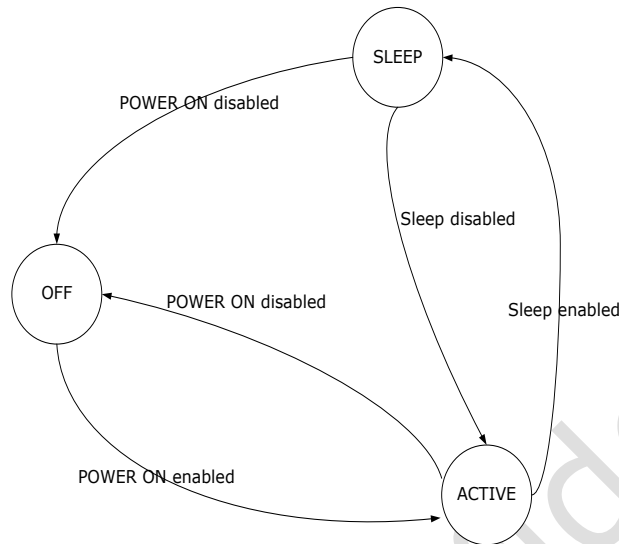 SLEEP
POWER ON disabled
Sleep disabled
OFF
POWER ON disabled
Sleep enabled
POWER ON enabled
ACTIVE